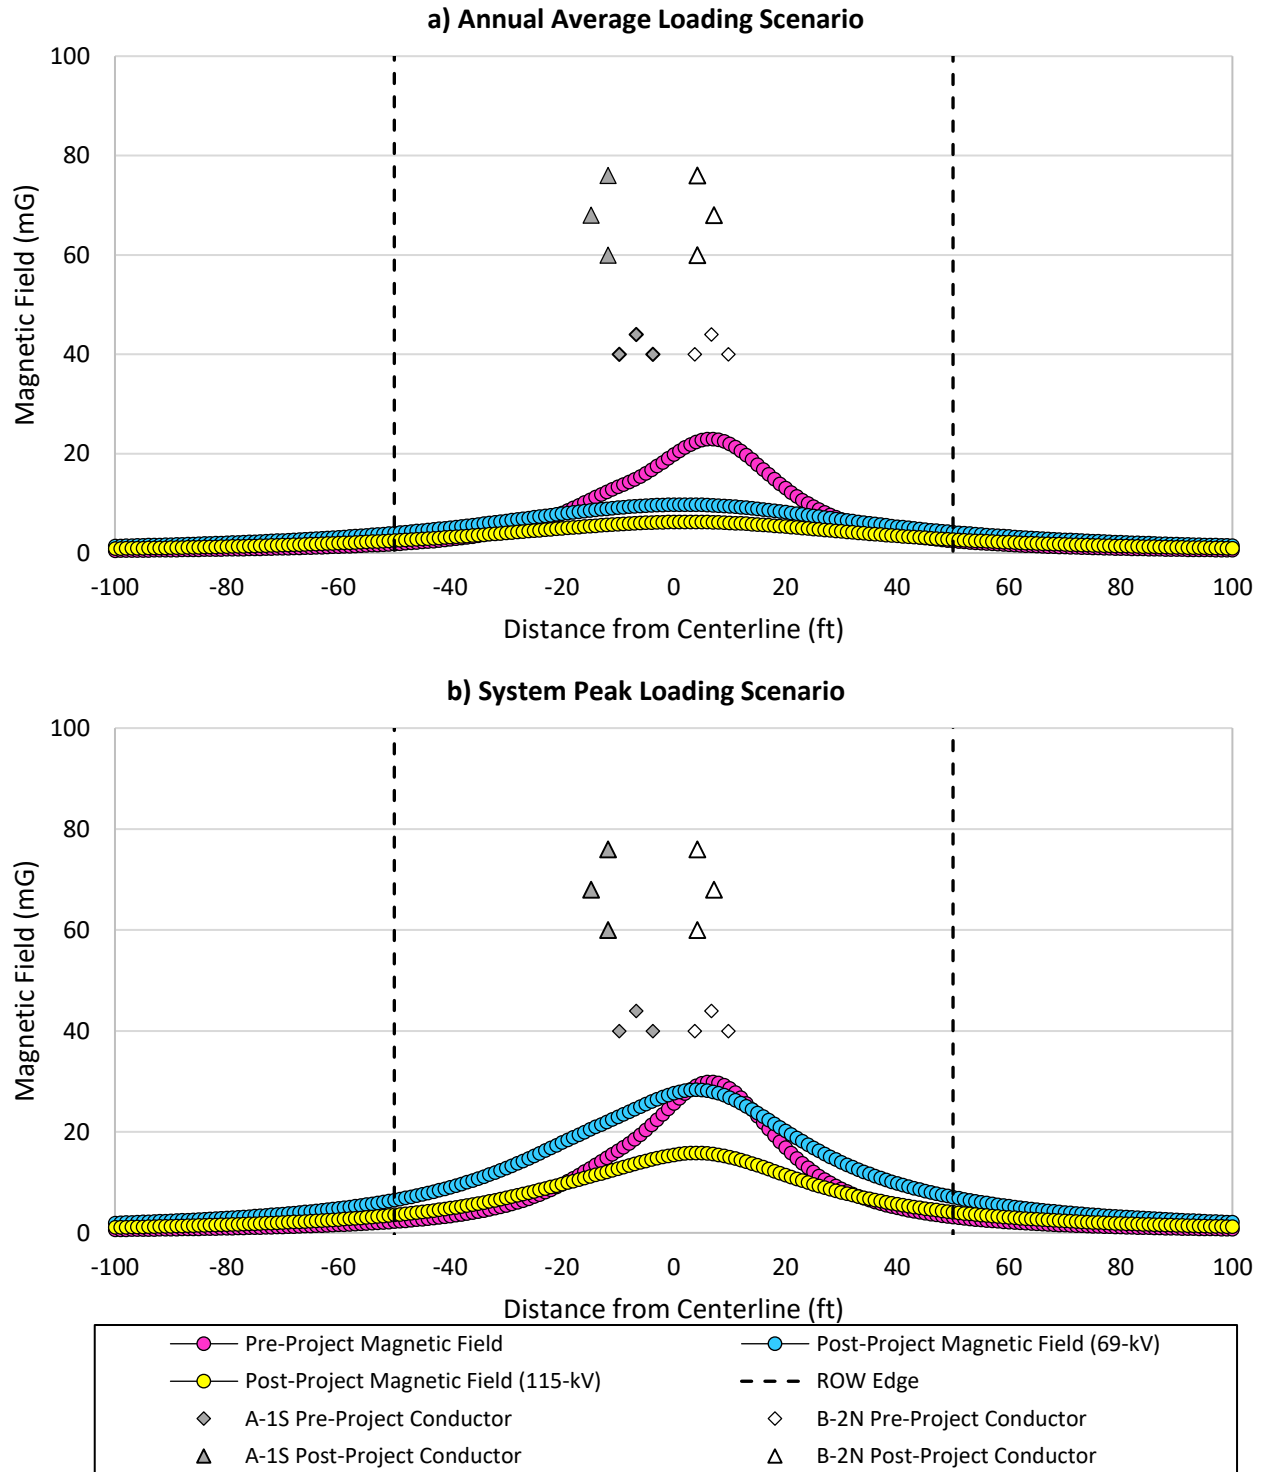 a) Annual Average Loading Scenario
100
80
60
40
20
0
Magnetic Field (mG)
-100 -80 -60 -40 -20 0 20 40 60 80 100
Distance from Centerline (ft)
b) System Peak Loading Scenario
100
80
60
40
20
0
Magnetic Field (mG)
-100 -80 -60 -40 -20 0 20 40 60 80 100
Distance from Centerline (ft)
Pre-Project Magnetic Field Post-Project Magnetic Field (69-kV)
Post-Project Magnetic Field (115-kV) ROW Edge
A-1S Pre-Project Conductor B-2N Pre-Project Conductor
A-1S Post-Project Conductor B-2N Post-Project Conductor